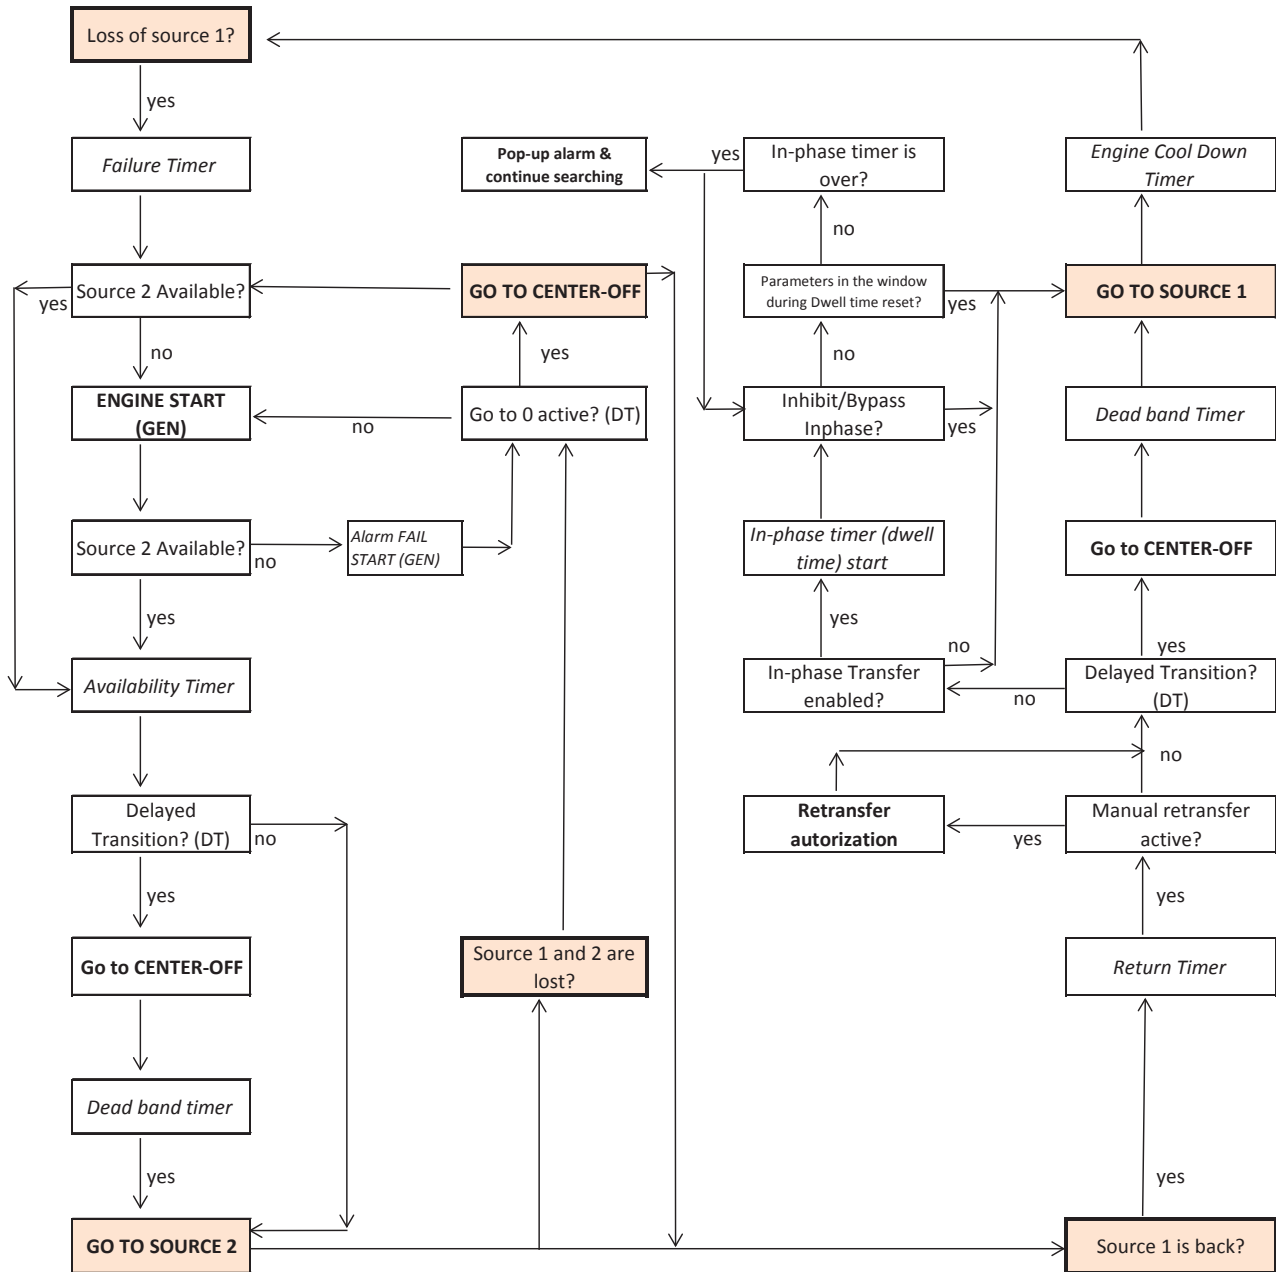 Loss of source 1?
yes
Failure Timer
Pop-up alarm &
continue searching
yes
In-phase timer is
over?
Engine Cool Down
Timer
no
Source 2 Available?
yes
GO TO CENTER-OFF
Parameters in the window
during Dwell time reset?
yes
GO TO SOURCE 1
no
yes
no
ENGINE START
(GEN)
no
Go to 0 active? (DT)
Inhibit/Bypass
Inphase?
yes
Dead band Timer
Source 2 Available?
no
Alarm FAIL
START (GEN)
In-phase timer (dwell
time) start
Go to CENTER-OFF
yes
yes
no
yes
Availability Timer
In-phase Transfer
enabled?
no
Delayed Transition?
(DT)
no
Delayed
Transition? (DT)
no
Retransfer
autorization
yes
Manual retransfer
active?
yes
yes
Go to CENTER-OFF
Source 1 and 2 are
lost?
Return Timer
Dead band timer
yes
yes
GO TO SOURCE 2
Source 1 is back?